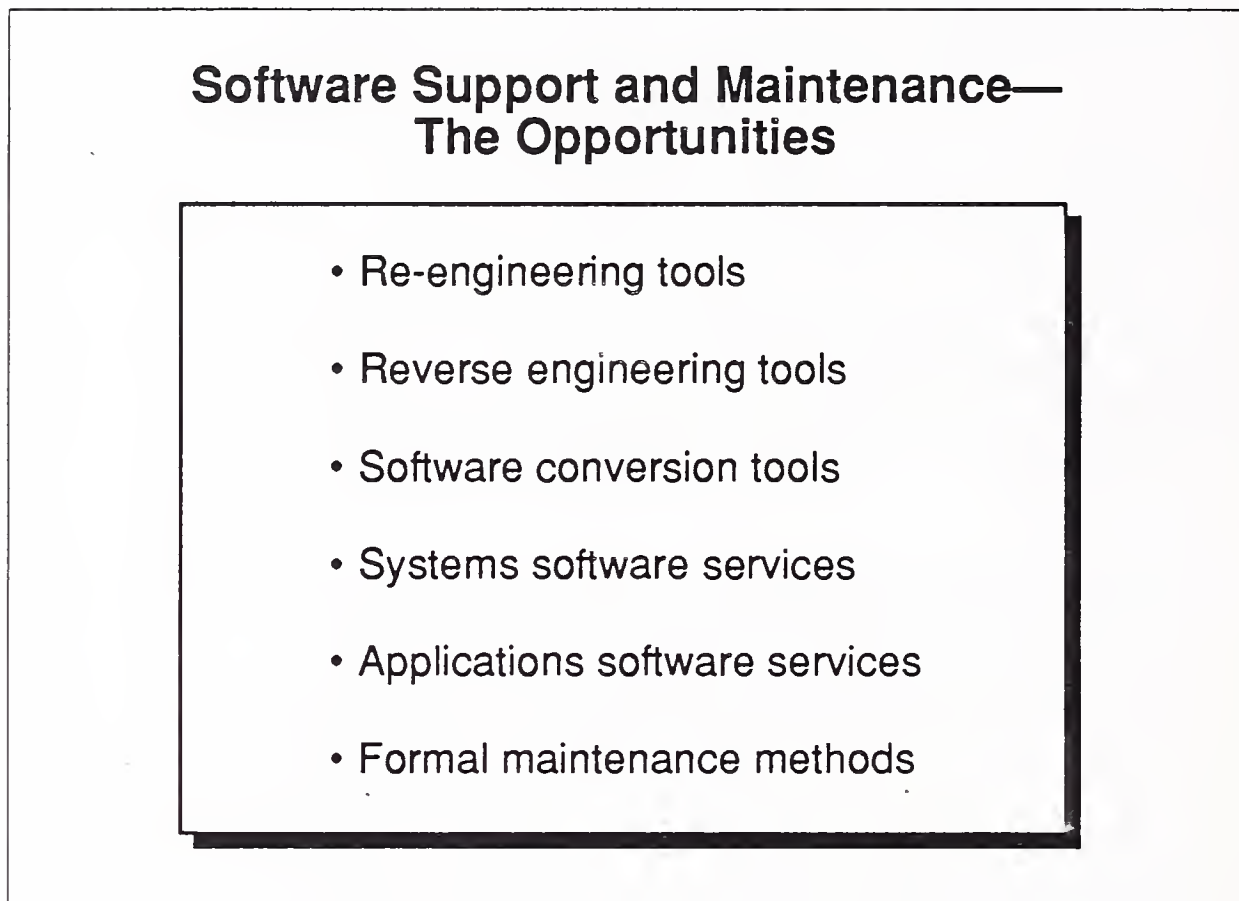 Software Support and Maintenance—
The Opportunities
• Re-engineering tools
• Reverse engineering tools
• Software conversion tools
• Systems software services
• Applications software services
• Formal maintenance methods